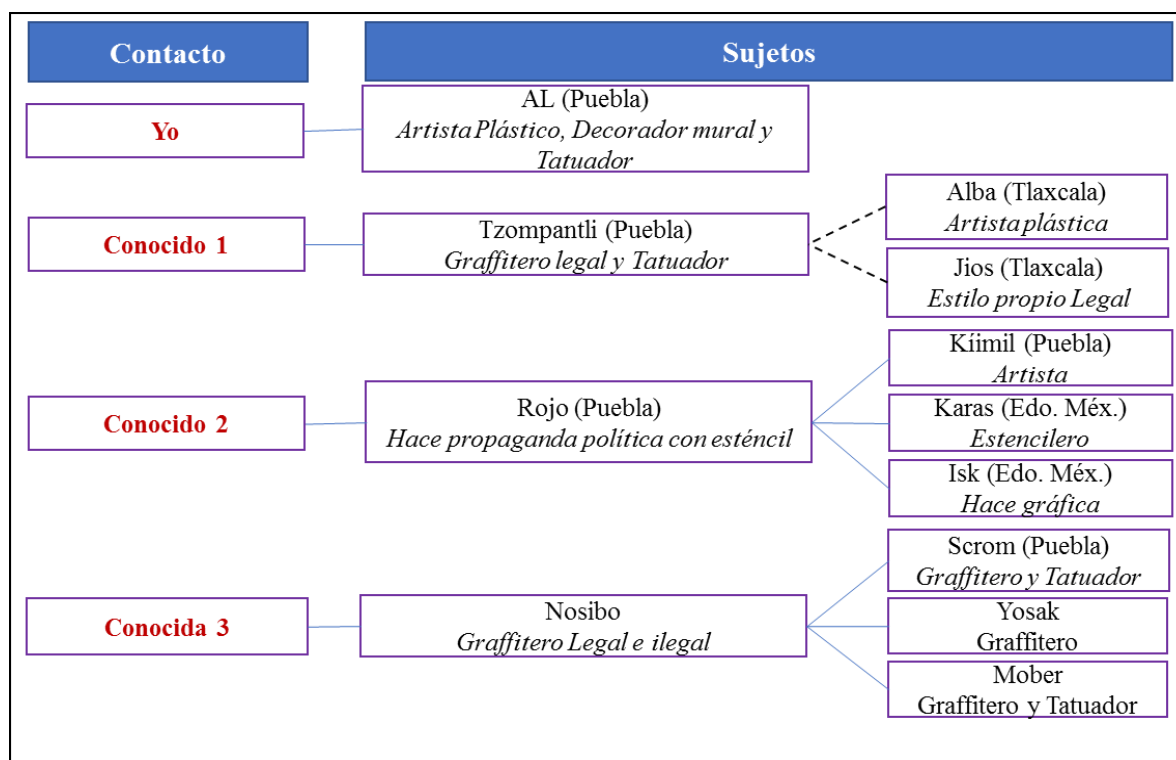 Contacto
Sujetos
Yo
AL (Puebla)
Artista Plástico, Decorador mural y
Tatuador
Conocido 1
Tzompantli (Puebla)
Graffitero legal y Tatuador
Alba (Tlaxcala)
Artista plástica
Jios (Tlaxcala)
Estilo propio Legal
Conocido 2
Rojo (Puebla)
Hace propaganda política con esténcil
Kíimil (Puebla)
Artista
Karas (Edo. Méx.)
Estencilero
Isk (Edo. Méx.)
Hace gráfica
Conocida 3
Nosibo
Graffitero Legal e ilegal
Scrom (Puebla)
Graffitero y Tatuador
Yosak
Graffitero
Mober
Graffitero y Tatuador